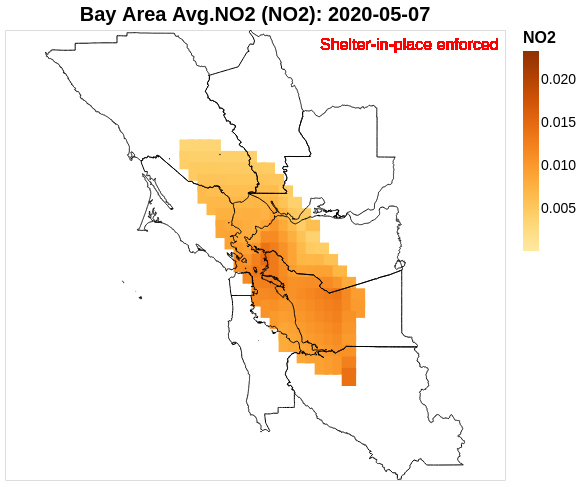 Bay Area Avg.NO2 (NO2): 2020-05-07
Shelter-in-place enforced
NO2
0.020
0.015
0.010
0.005